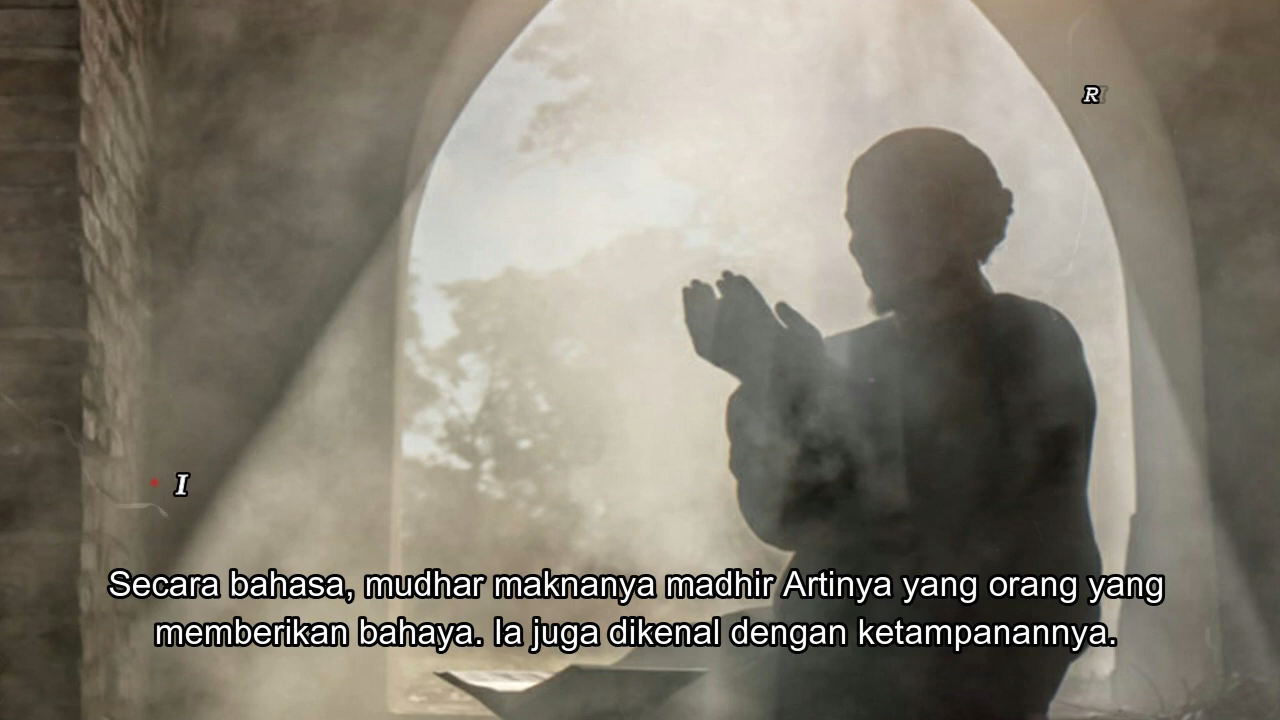 R
I
Secara bahasa, mudhar maknanya madhir Artinya yang orang yang
memberikan bahaya. Ia juga dikenal dengan ketampanannya.